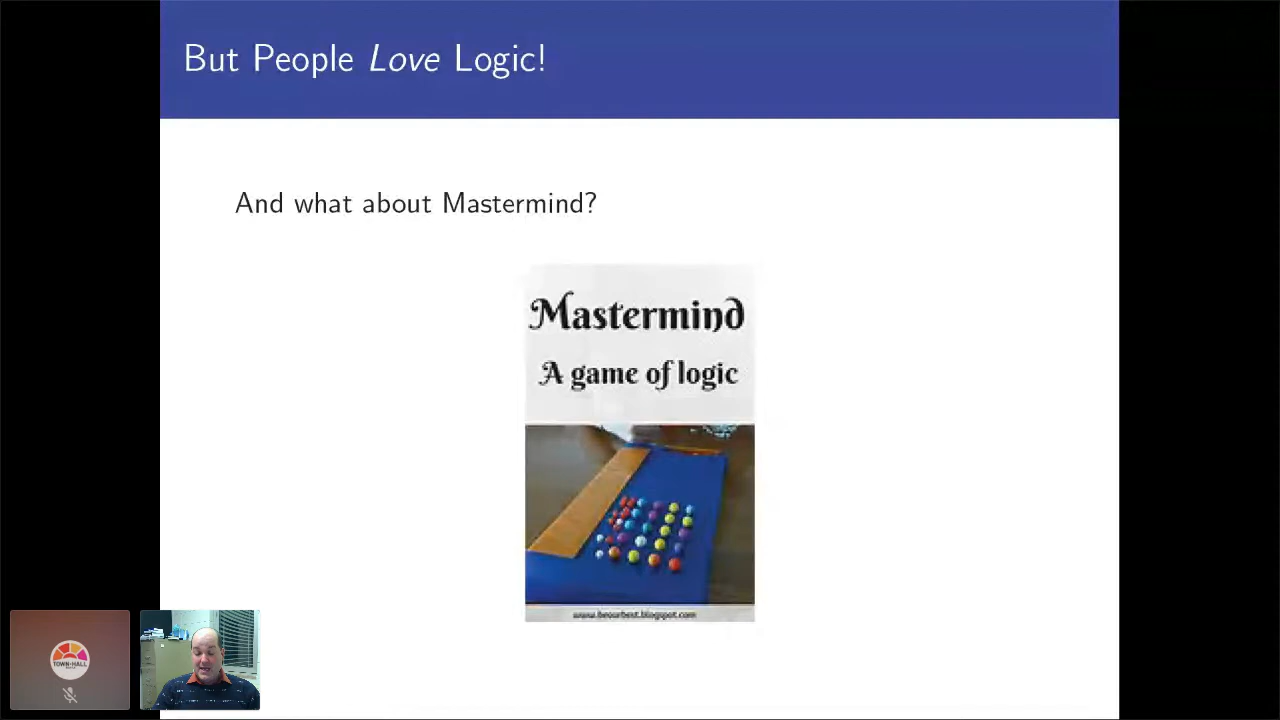 But People Love Logic!
And what about Mastermind?
Mastermind
A game of logic
www.beourbest.blogspot.com
TOWN-HALL